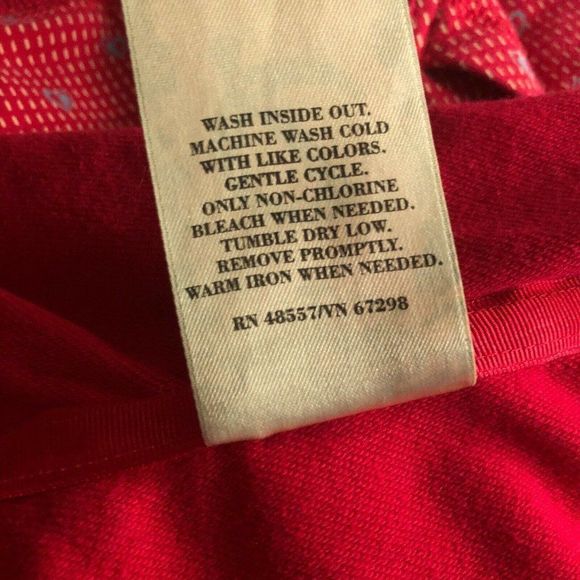 WASH INSIDE OUT.
MACHINE WASH COLD
WITH LIKE COLORS.
GENTLE CYCLE.
ONLY NON-CHLORINE
BLEACH WHEN NEEDED.
TUMBLE DRY LOW.
REMOVE PROMPTLY.
WARM IRON WHEN NEEDED.
RN 48557/VN 67298